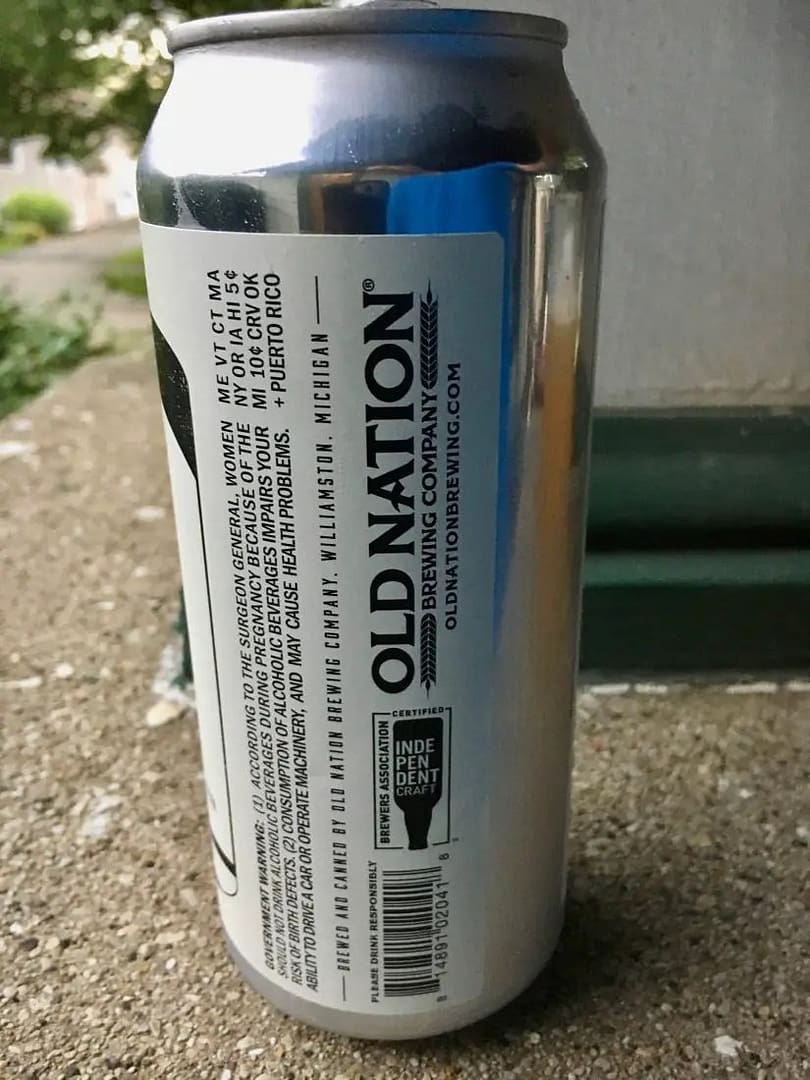 GOVERNMENT WARNING: (1) ACCORDING TO THE SURGEON GENERAL, WOMEN
SHOULD NOT DRINK ALCOHOLIC BEVERAGES DURING PREGNANCY BECAUSE OF THE
RISK OF BIRTH DEFECTS. (2) CONSUMPTION OF ALCOHOLIC BEVERAGES IMPAIRS YOUR
ABILITY TO DRIVE A CAR OR OPERATE MACHINERY, AND MAY CAUSE HEALTH PROBLEMS.
ME VT CT MA
NY OR IA HI 5¢
MI 10¢ CRV OK
+ PUERTO RICO
BREWED AND CANNED BY OLD NATION BREWING COMPANY. WILLIAMSTON, MICHIGAN
PLEASE DRINK RESPONSIBLY
8 14891 02041 6
BREWERS ASSOCIATION
CERTIFIED
INDE
PEN
DENT
CRAFT
™
OLD NATION®
BREWING COMPANY
OLDNATIONBREWING.COM